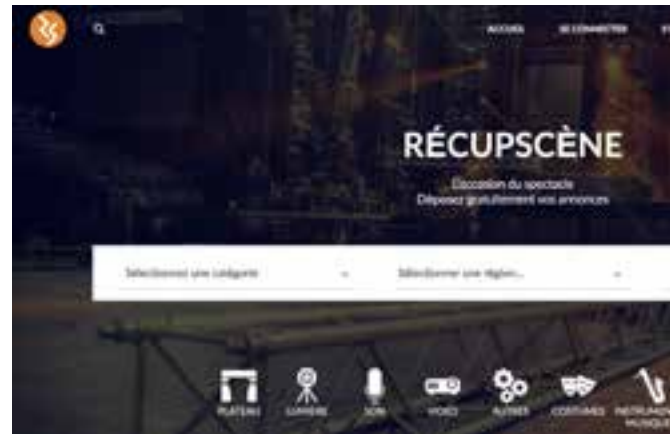 ACCUEIL SE CONNECTER
RÉCUPSCÈNE
L'occasion du spectacle
Déposez gratuitement vos annonces
Sélectionnez une catégorie Sélectionner une région...
PLATEAU LUMIÈRE SON VIDÉO AUTRES COSTUMES